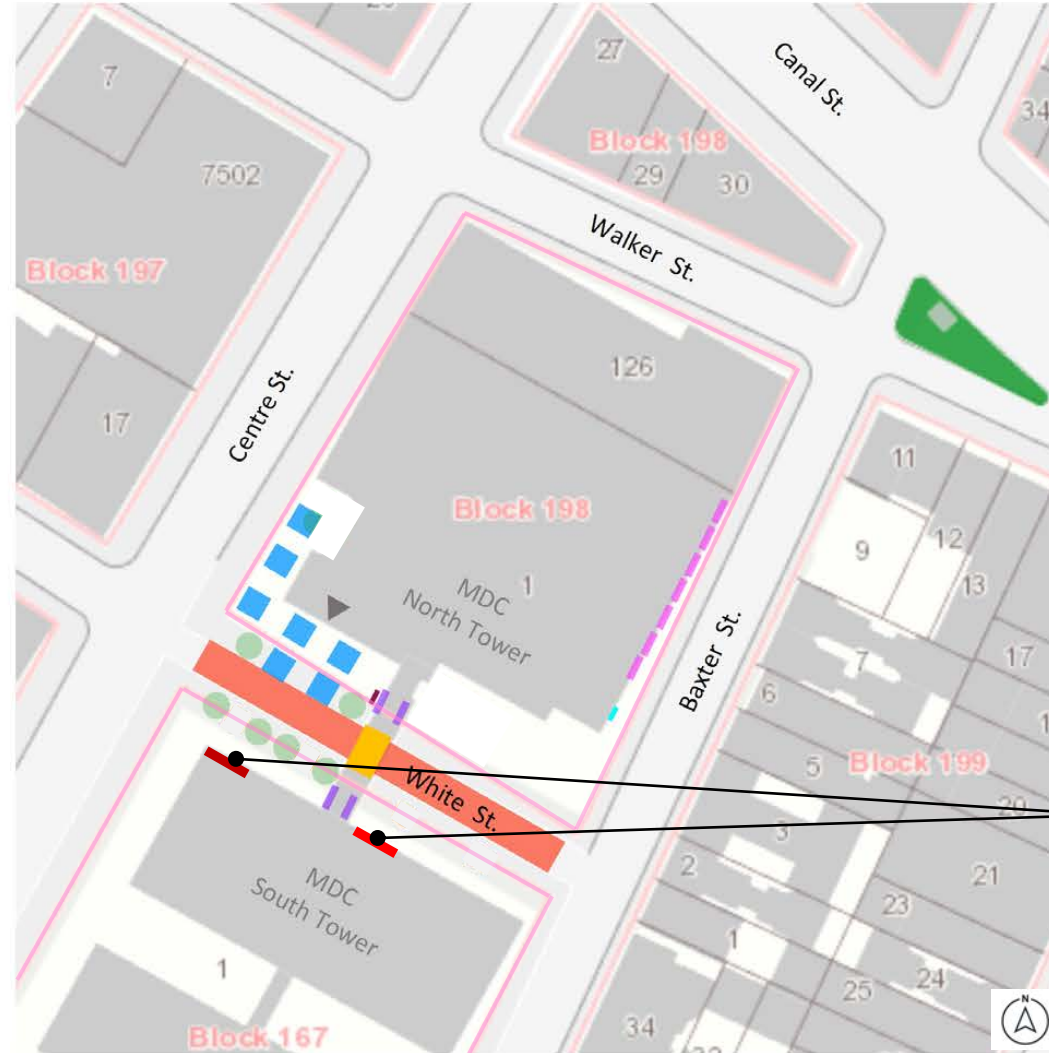 27
Canal St.
7
34
Block 198
7502
29
30
Walker St.
Block 197
126
Centre St.
17
11
Block 198
12
9
13
MDC
North Tower
1
17
7
Baxter St.
6
5
Block 199
White St.
20
3
2
21
MDC
South Tower
23
1
1
24
25
34
Block 167
N